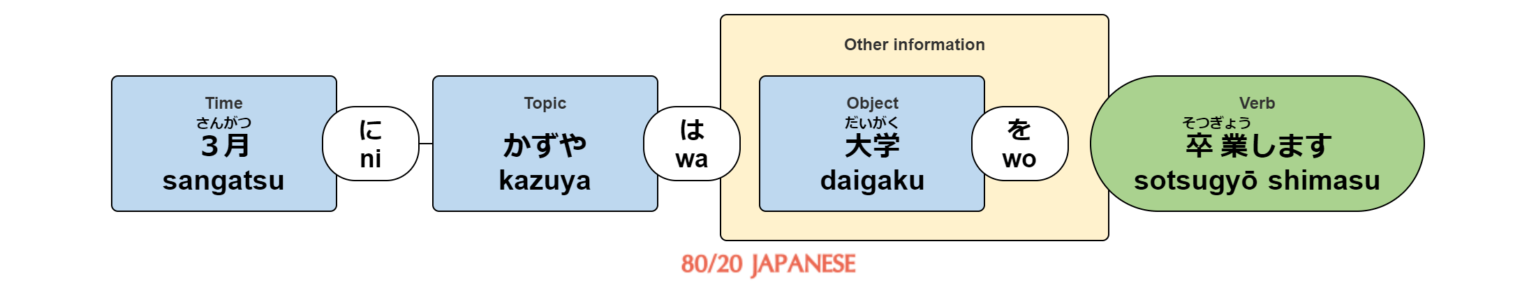 Other information
Time
さんがつ
３月
sangatsu
に
ni
Topic
かずや
kazuya
は
wa
Object
だいがく
大学
daigaku
を
wo
Verb
そつぎょう
卒業します
sotsugyō shimasu
80/20 JAPANESE